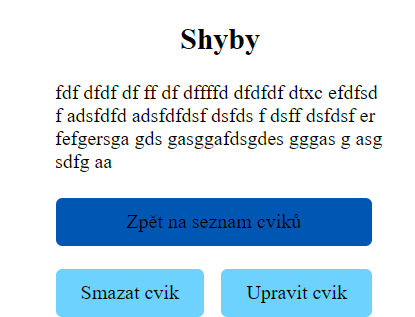 Shyby
fdf dfdf df ff df dffffd dfdfdf dtxc efdfsd
f adsfdfd adsfdfdsf dsfds f dsff dsfdsf er
fefgersga gds gasggafdsgdes gggas g asg
sdfg aa
Zpět na seznam cviků
Smazat cvik
Upravit cvik